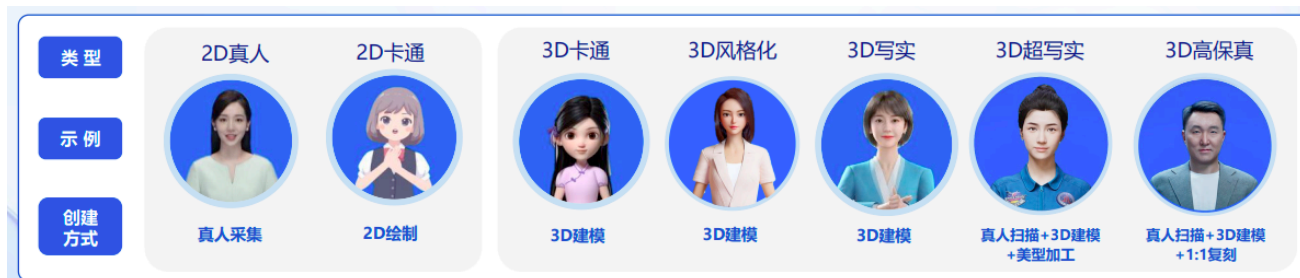 类 型
2D真人
2D卡通
3D卡通
3D风格化
3D写实
3D超写实
3D高保真
示 例
创建
方式
真人采集
2D绘制
3D建模
3D建模
3D建模
真人扫描+3D建模
+美型加工
真人扫描+3D建模
+1:1复刻